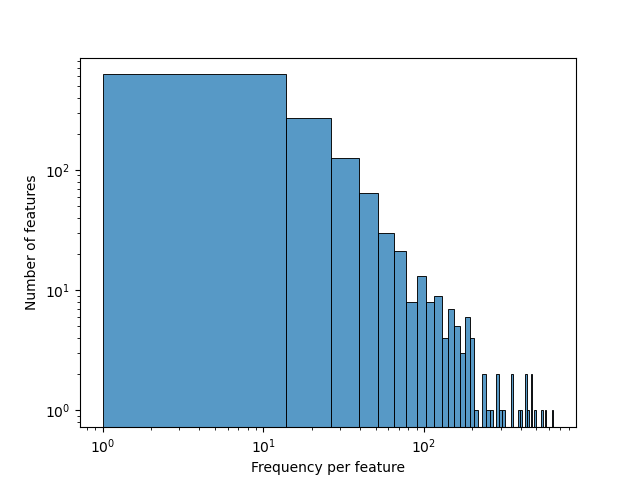 Number of features
10²
10¹
10⁰
10⁰ 10¹ 10²
Frequency per feature